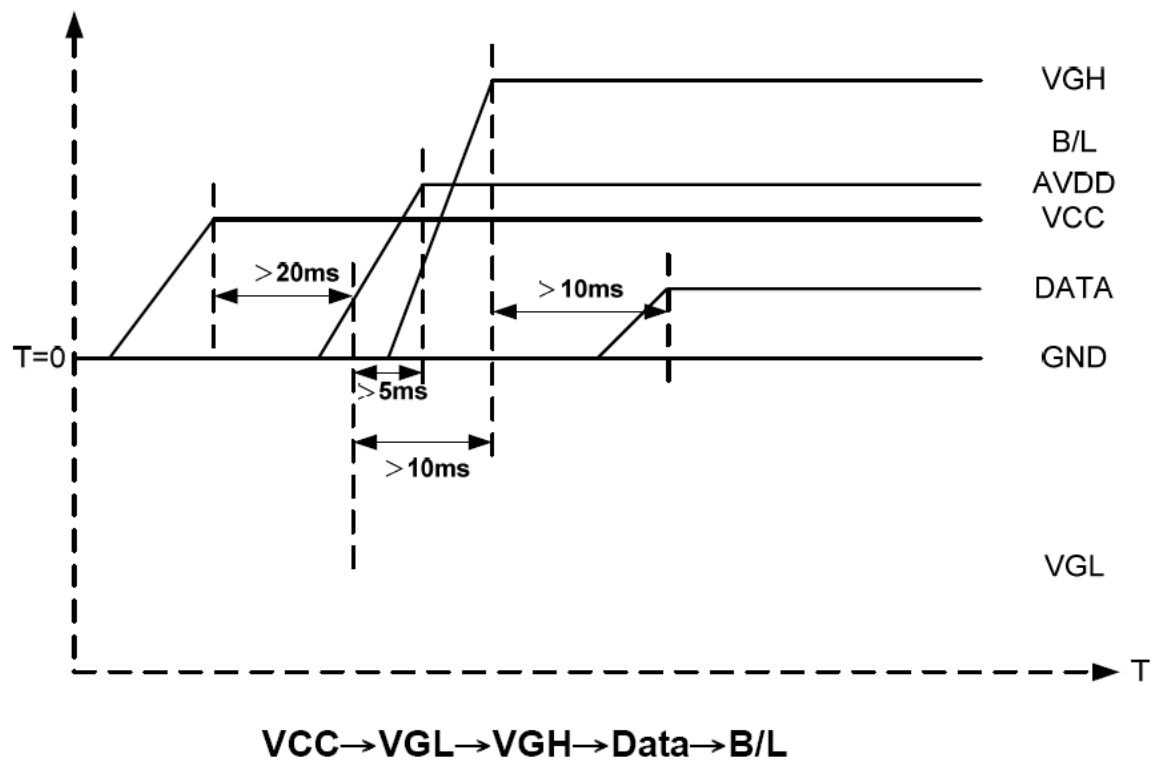 VGH
B/L
AVDD
VCC
>20ms
>10ms
DATA
T=0
GND
>5ms
>10ms
VGL
T
VCC→VGL→VGH→Data→B/L